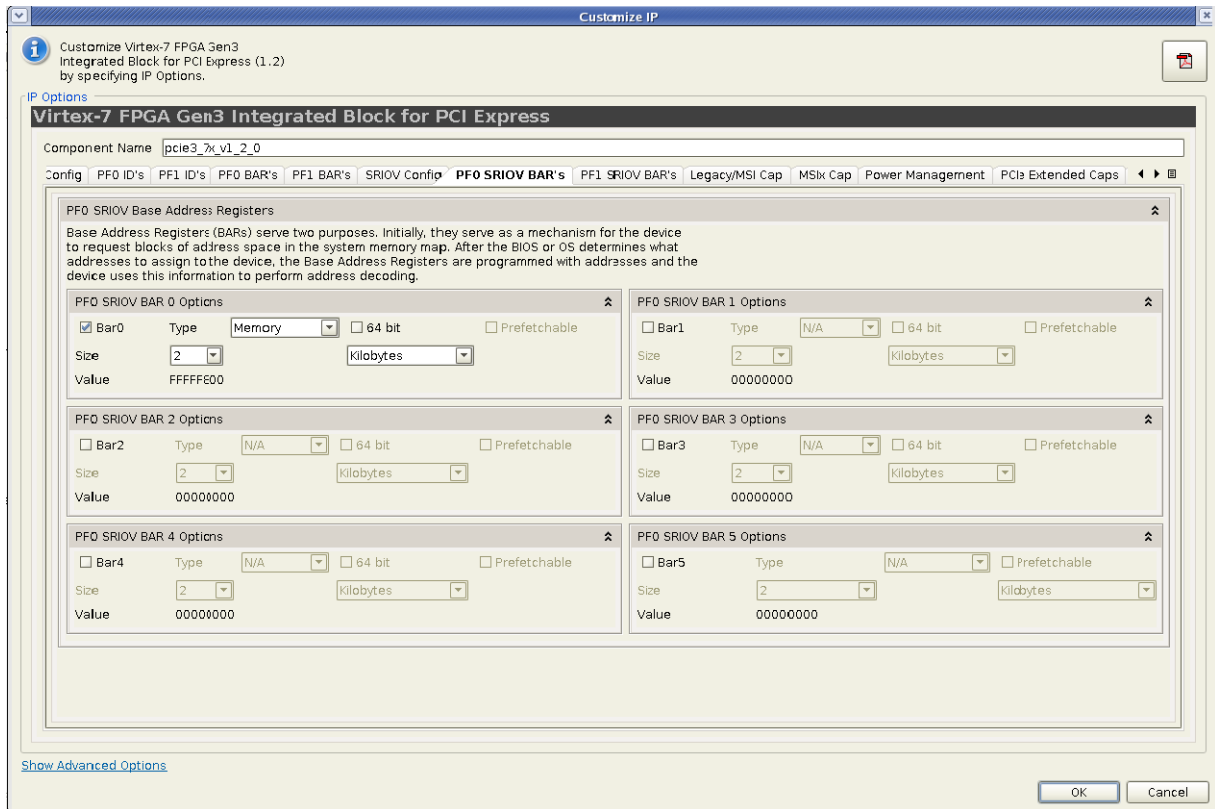 Customize IP
Customize Virtex-7 FPGA Gen3
Integrated Block for PCI Express (1.2)
by specifying IP Options.
IP Options
Virtex-7 FPGA Gen3 Integrated Block for PCI Express
Component Name pcie3_7x_v1_2_0
Config PF0 ID's PF1 ID's PF0 BAR's PF1 BAR's SRIOV Config PF0 SRIOV BAR's PF1 SRIOV BAR's Legacy/MSI Cap MSIx Cap Power Management PCIe Extended Caps
PF0 SRIOV Base Address Registers
Base Address Registers (BARs) serve two purposes. Initially, they serve as a mechanism for the device
to request blocks of address space in the system memory map. After the BIOS or OS determines what
addresses to assign to the device, the Base Address Registers are programmed with addresses and the
device uses this information to perform address decoding.
PF0 SRIOV BAR 0 Options
Bar0 Type Memory 64 bit Prefetchable
Size 2 Kilobytes
Value FFFFF800
PF0 SRIOV BAR 1 Options
Bar1 Type N/A 64 bit Prefetchable
Size 2 Kilobytes
Value 00000000
PF0 SRIOV BAR 2 Options
Bar2 Type N/A 64 bit Prefetchable
Size 2 Kilobytes
Value 00000000
PF0 SRIOV BAR 3 Options
Bar3 Type N/A 64 bit Prefetchable
Size 2 Kilobytes
Value 00000000
PF0 SRIOV BAR 4 Options
Bar4 Type N/A 64 bit Prefetchable
Size 2 Kilobytes
Value 00000000
PF0 SRIOV BAR 5 Options
Bar5 Type N/A Prefetchable
Size 2 Kilobytes
Value 00000000
Show Advanced Options
OK Cancel